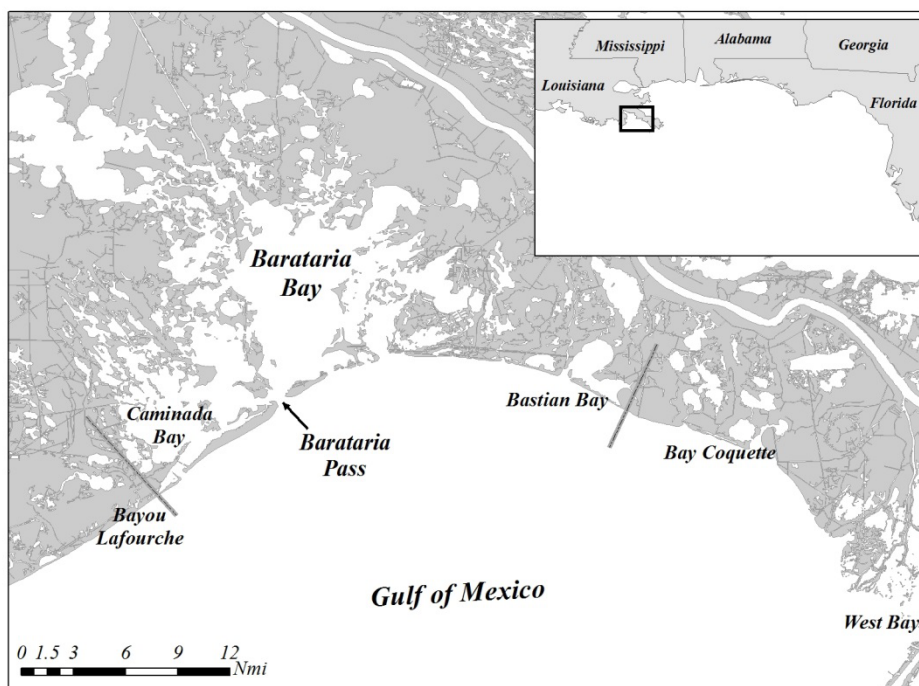 Mississippi
Alabama
Georgia
Louisiana
Florida
Barataria
Bay
Caminada
Bay
Barataria
Pass
Bastian Bay
Bay Coquette
Bayou
Lafourche
Gulf of Mexico
West Bay
0 1.5 3 6 9 12
Nmi